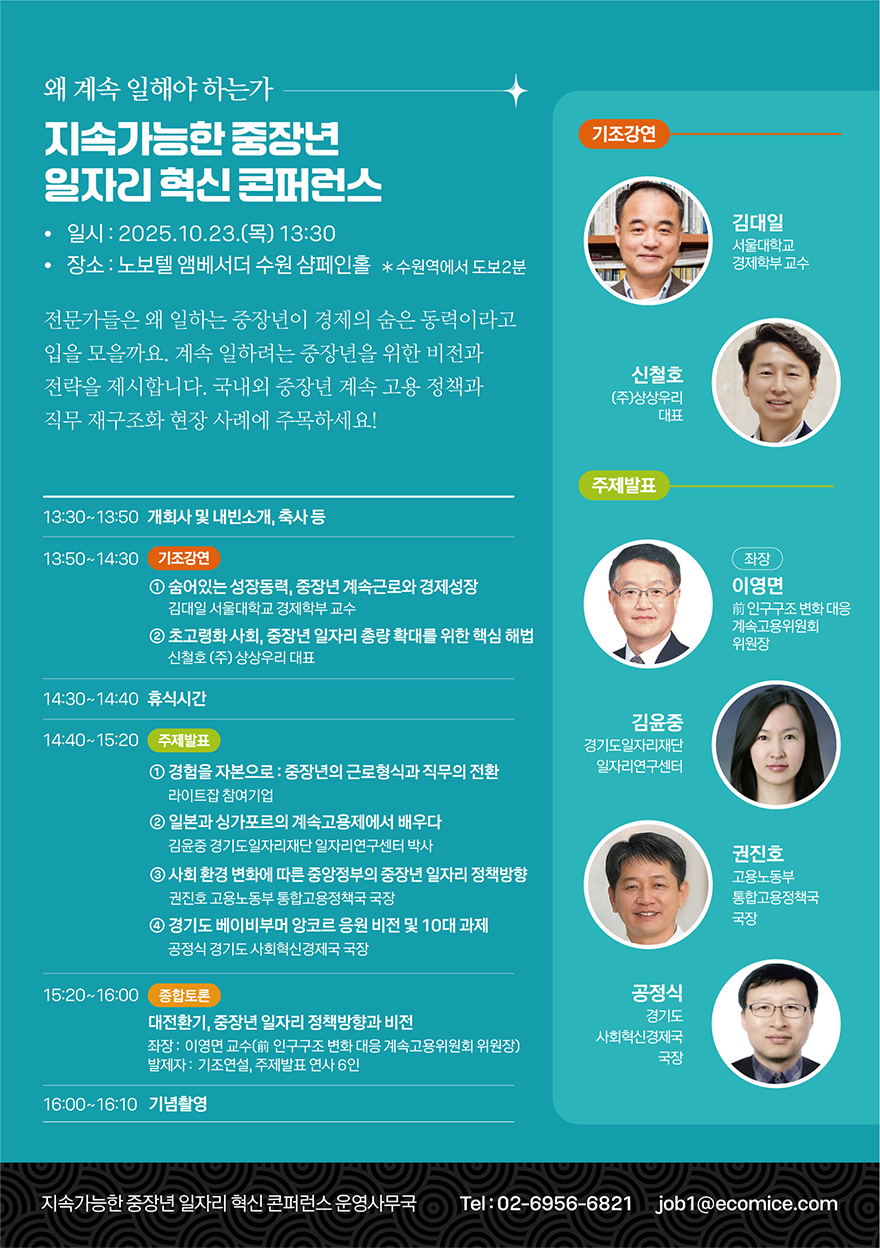 왜 계속 일해야 하는가
지속가능한 중장년
일자리 혁신 콘퍼런스
• 일시 : 2025.10.23.(목) 13:30
• 장소 : 노보텔 앰베서더 수원 샴페인홀 *수원역에서 도보2분
전문가들은 왜 일하는 중장년이 경제의 숨은 동력이라고
입을 모을까요. 계속 일하려는 중장년을 위한 비전과
전략을 제시합니다. 국내외 중장년 계속 고용 정책과
직무 재구조화 현장 사례에 주목하세요!
13:30~13:50 개회사 및 내빈소개, 축사 등
13:50~14:30 기조강연
① 숨어있는 성장동력, 중장년 계속근로와 경제성장
김대일 서울대학교 경제학부 교수
② 초고령화 사회, 중장년 일자리 총량 확대를 위한 핵심 해법
신철호 (주) 상상우리 대표
14:30~14:40 휴식시간
14:40~15:20 주제발표
① 경험을 자본으로 : 중장년의 근로형식과 직무의 전환
라이트잡 참여기업
② 일본과 싱가포르의 계속고용제에서 배우다
김윤중 경기도일자리재단 일자리연구센터 박사
③ 사회 환경 변화에 따른 중앙정부의 중장년 일자리 정책방향
권진호 고용노동부 통합고용정책국 국장
④ 경기도 베이비부머 앙코르 응원 비전 및 10대 과제
공정식 경기도 사회혁신경제국 국장
15:20~16:00 종합토론
대전환기, 중장년 일자리 정책방향과 비전
좌장 : 이영면 교수(前 인구구조 변화 대응 계속고용위원회 위원장)
발제자 : 기조연설, 주제발표 연사 6인
16:00~16:10 기념촬영
기조강연
김대일
서울대학교
경제학부 교수
신철호
(주)상상우리
대표
주제발표
좌장
이영면
前 인구구조 변화 대응
계속고용위원회
위원장
김윤중
경기도일자리재단
일자리연구센터
권진호
고용노동부
통합고용정책국
국장
공정식
경기도
사회혁신경제국
국장
지속가능한 중장년 일자리 혁신 콘퍼런스 운영사무국 Tel : 02-6956-6821 job1@ecomice.com